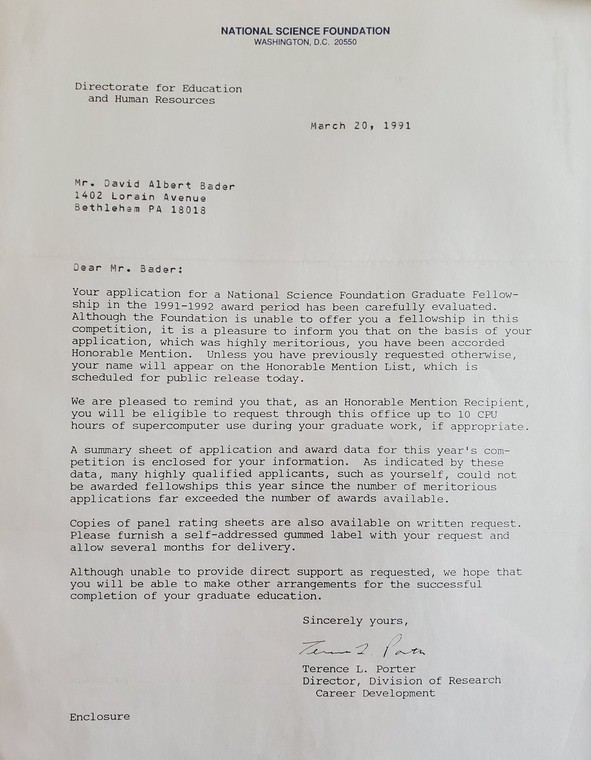 NATIONAL SCIENCE FOUNDATION
WASHINGTON, D.C. 20550
Directorate for Education
and Human Resources
March 20, 1991
Mr. David Albert Bader
1402 Lorain Avenue
Bethlehem PA 18018
Dear Mr. Bader:
Your application for a National Science Foundation Graduate Fellow-
ship in the 1991-1992 award period has been carefully evaluated.
Although the Foundation is unable to offer you a fellowship in this
competition, it is a pleasure to inform you that on the basis of your
application, which was highly meritorious, you have been accorded
Honorable Mention. Unless you have previously requested otherwise,
your name will appear on the Honorable Mention List, which is
scheduled for public release today.
We are pleased to remind you that, as an Honorable Mention Recipient,
you will be eligible to request through this office up to 10 CPU
hours of supercomputer use during your graduate work, if appropriate.
A summary sheet of application and award data for this year's com-
petition is enclosed for your information. As indicated by these
data, many highly qualified applicants, such as yourself, could not
be awarded fellowships this year since the number of meritorious
applications far exceeded the number of awards available.
Copies of panel rating sheets are also available on written request.
Please furnish a self-addressed gummed label with your request and
allow several months for delivery.
Although unable to provide direct support as requested, we hope that
you will be able to make other arrangements for the successful
completion of your graduate education.
Sincerely yours,
Terence L. Porter
Terence L. Porter
Director, Division of Research
Career Development
Enclosure